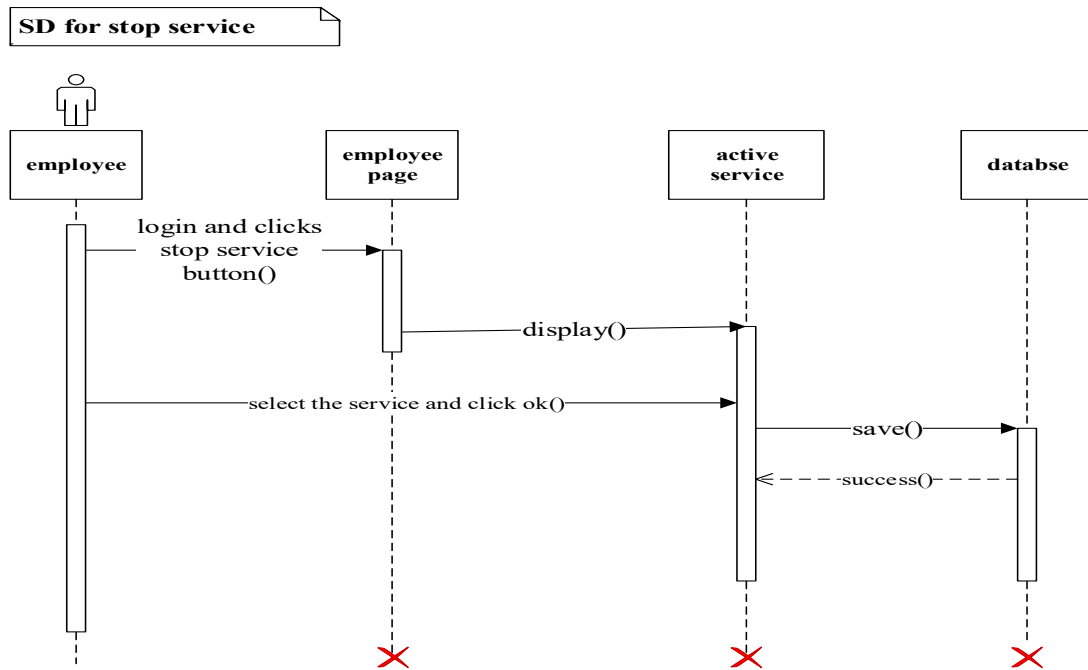 SD for stop service
employee
employee
page
active
service
databse
login and clicks
stop service
button()
display()
select the service and click ok()
save()
success()